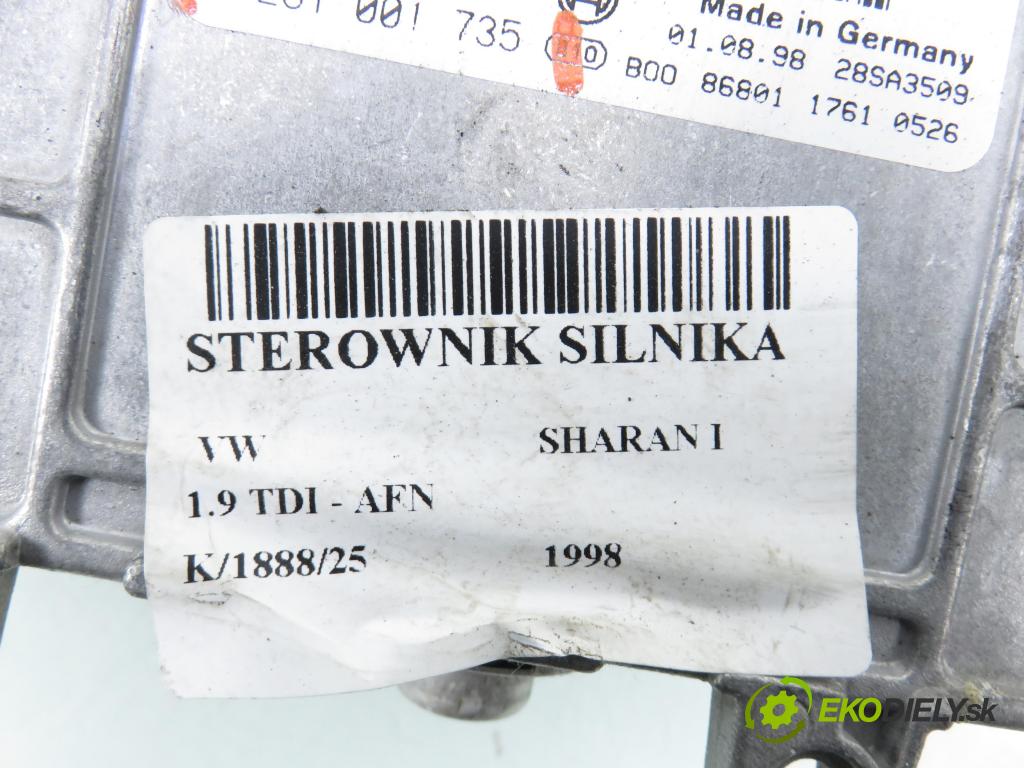 Made in Germany
001 735 01.08.98 28SA3509
B00 86801 1761 0526
STEROWNIK SILNIKA
VW SHARAN I
1.9 TDI - AFN
K/1888/25 1998
EKODIELY.sk